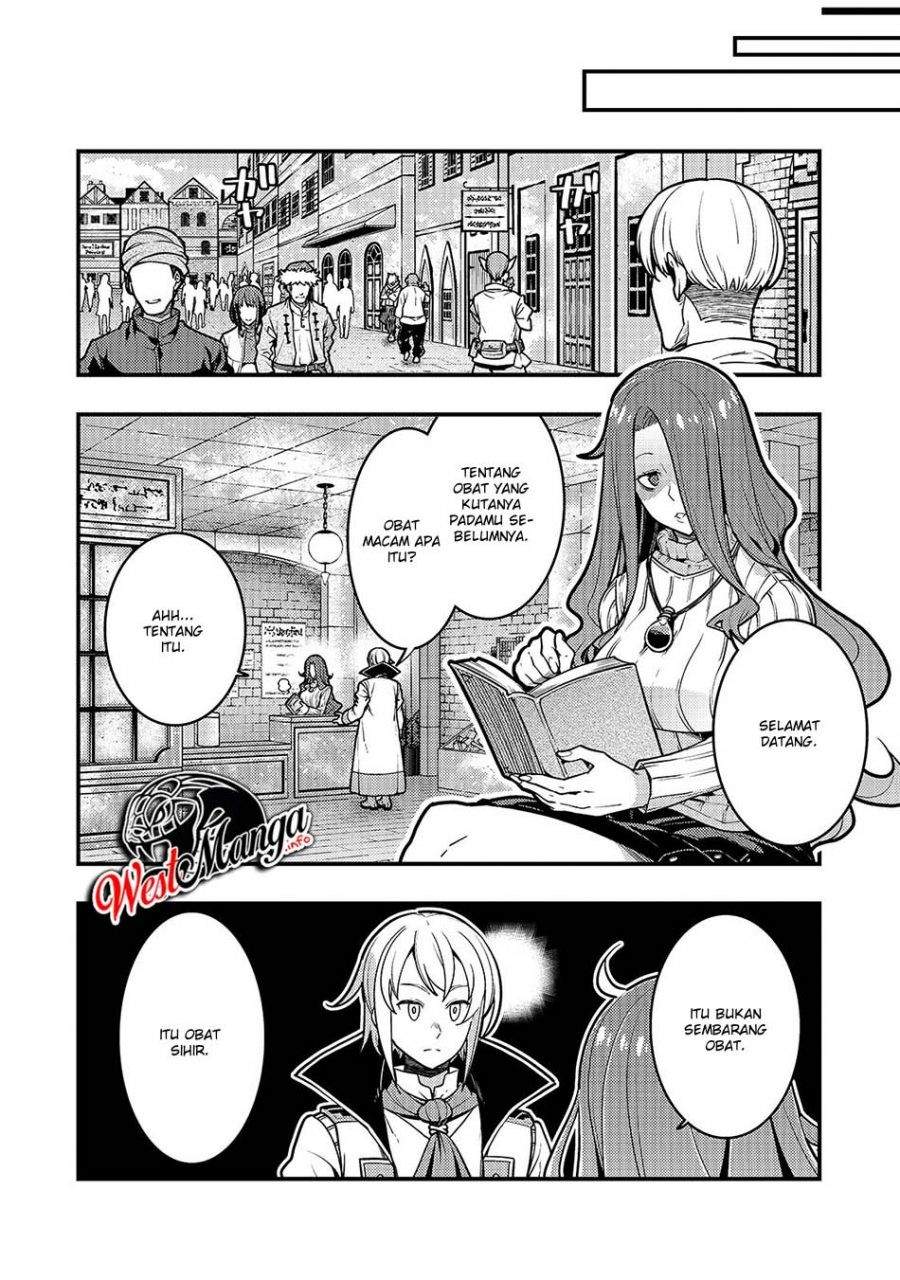 ガヤ
ガヤ
SELAMAT
DATANG.
TENTANG
OBAT YANG
KUTANYA
PADAMU SE-
BELUMNYA.
OBAT
MACAM APA
ITU?
AHH...
TENTANG
ITU.
WestManga
.info
ITU BUKAN
SEMBARANG
OBAT.
ITU OBAT
SIHIR.